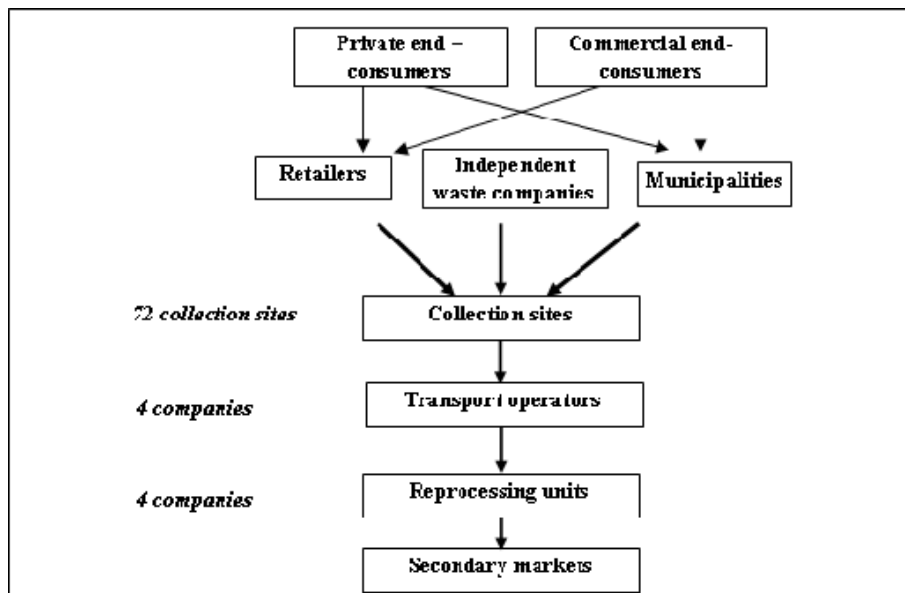 Private end –
consumers
Commercial end-
consumers
Retailers
Independent
waste companies
Municipalities
72 collection sites
Collection sites
4 companies
Transport operators
4 companies
Reprocessing units
Secondary markets